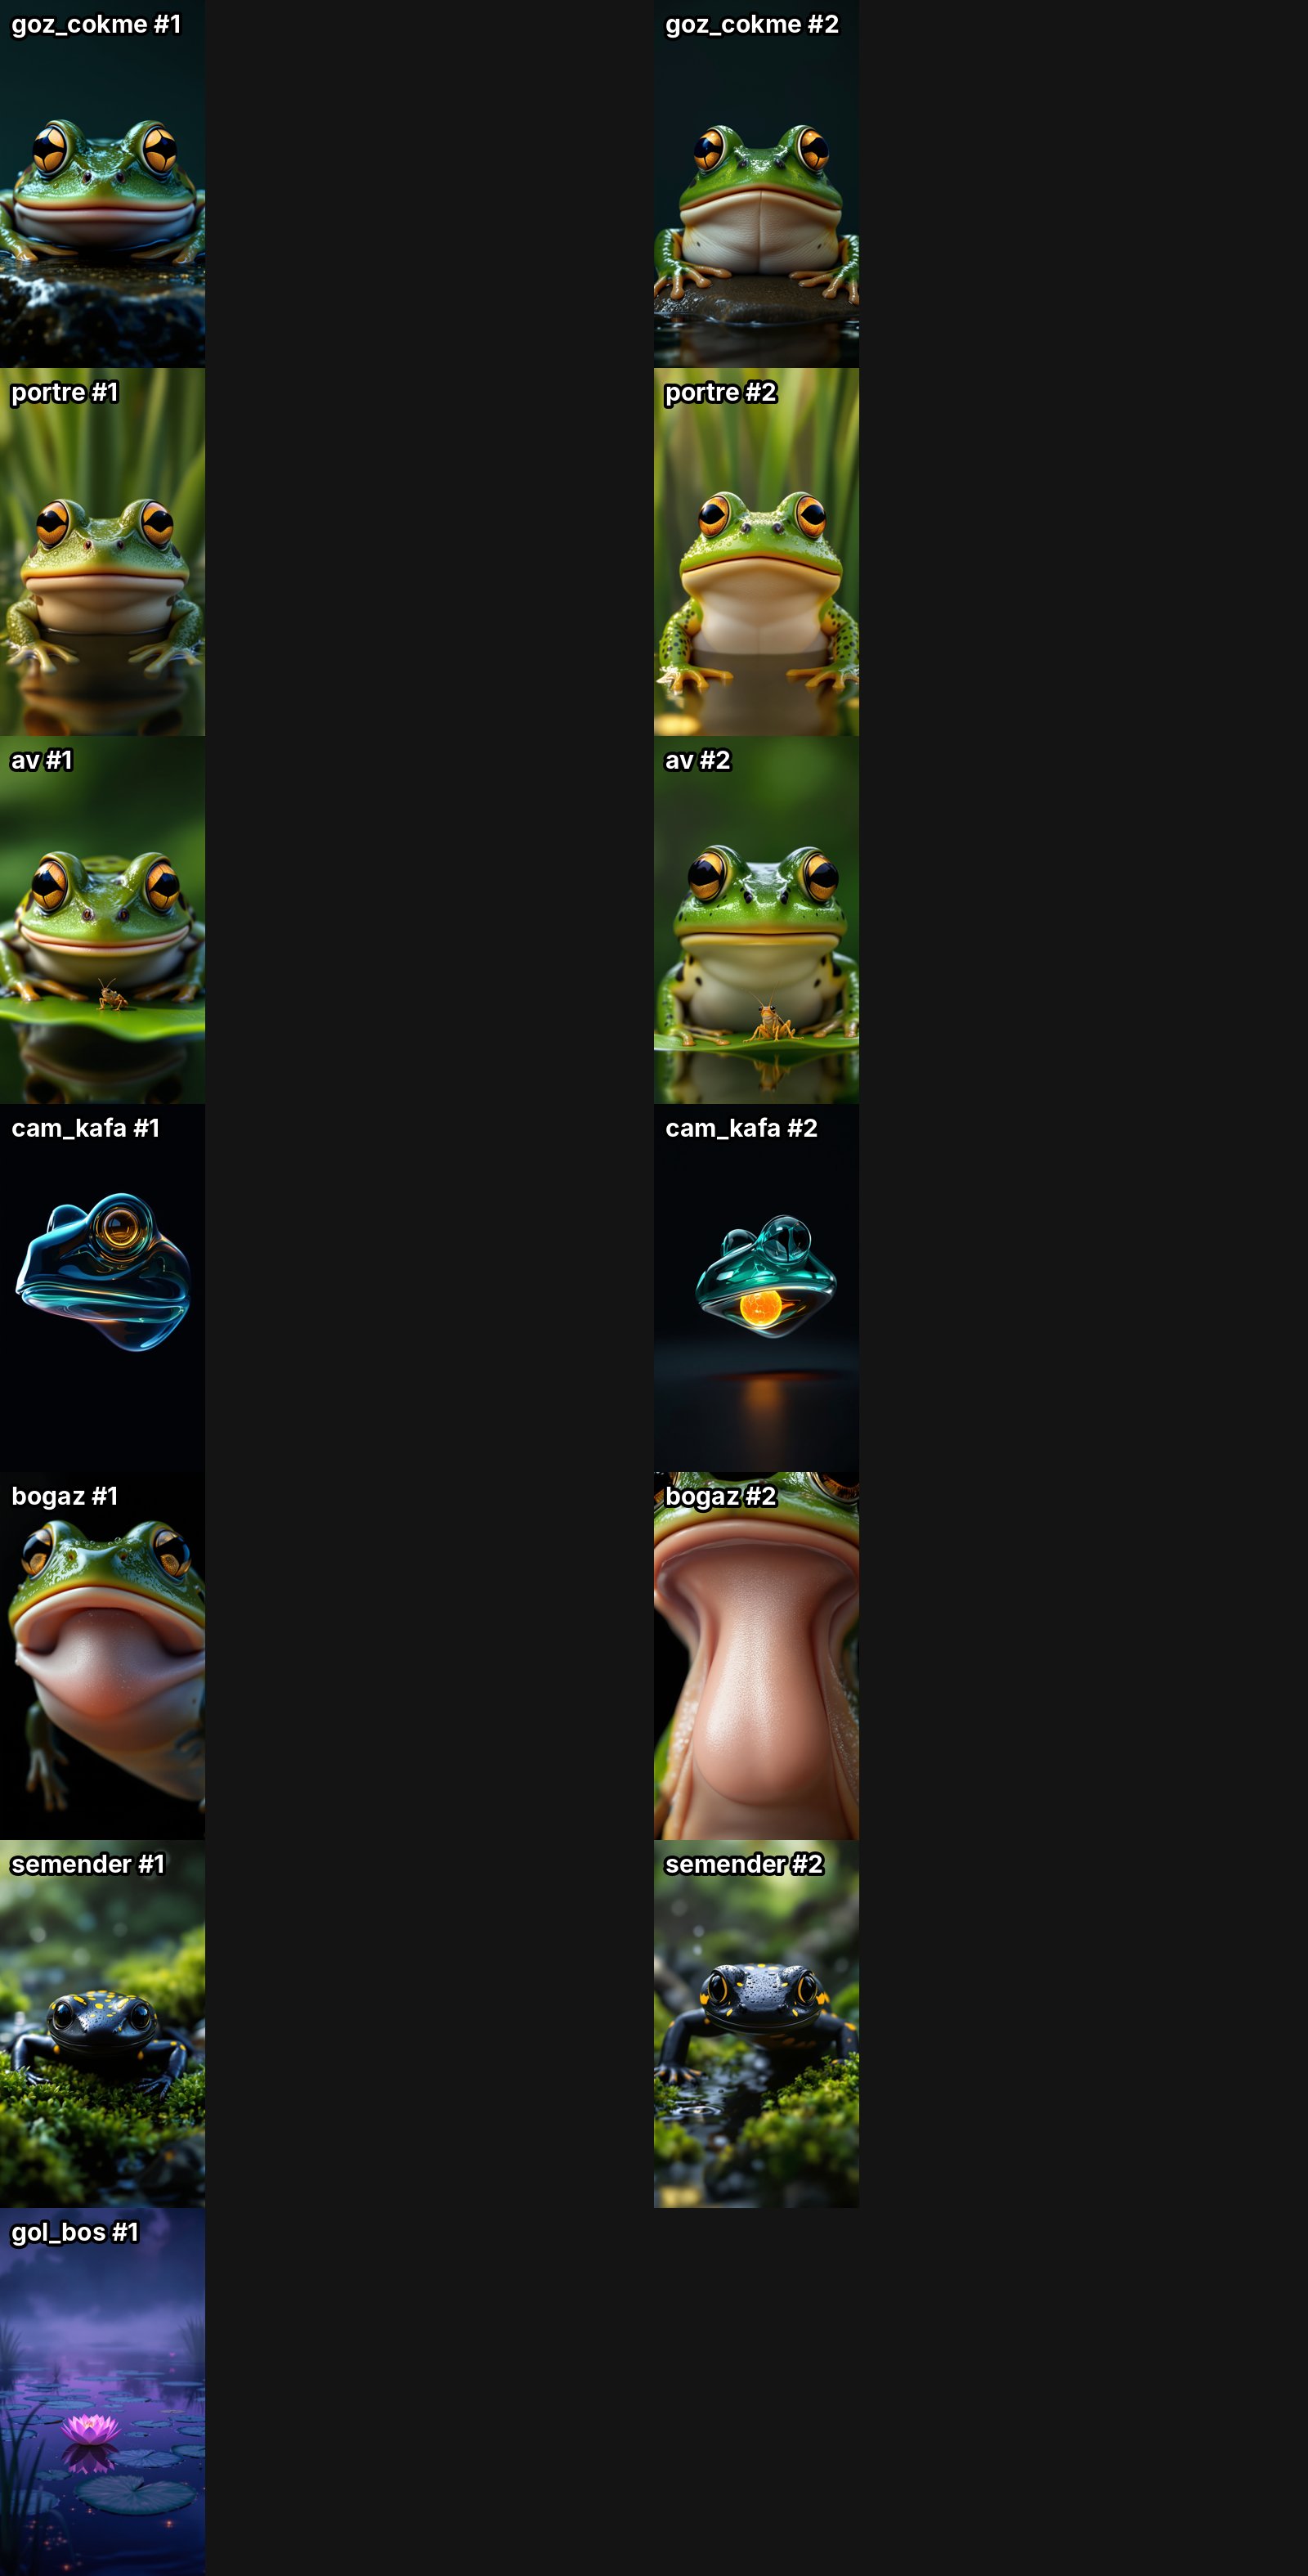 goz_cokme #1
goz_cokme #2
portre #1
portre #2
av #1
av #2
cam_kafa #1
cam_kafa #2
bogaz #1
bogaz #2
semender #1
semender #2
gol_bos #1